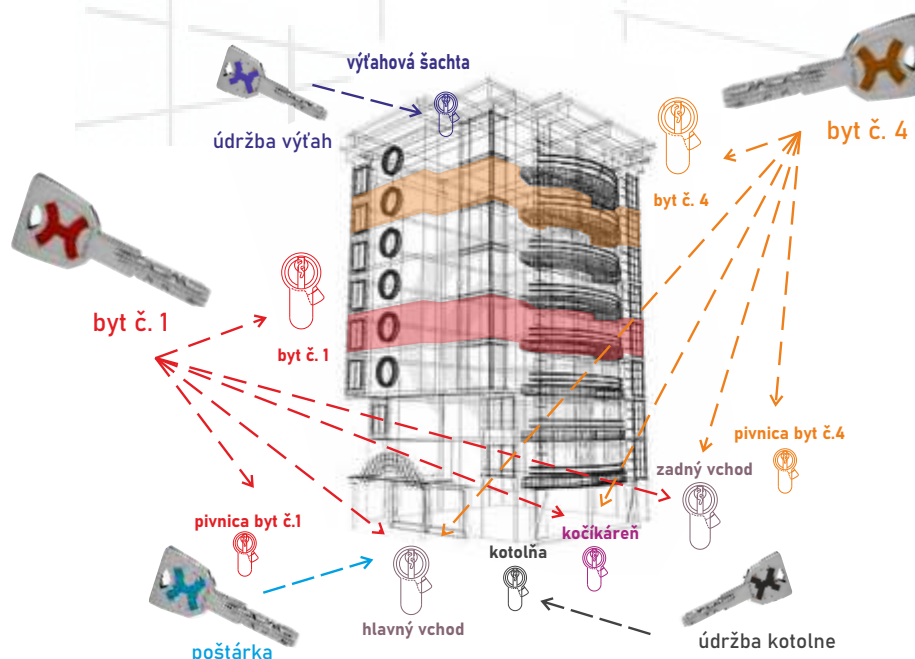 výťahová šachta
údržba výťah
byt č. 4
byt č. 4
byt č. 1
byt č. 1
pivnica byt č.4
zadný vchod
pivnica byt č.1
kočíkáreň
kotolňa
hlavný vchod
údržba kotolne
poštárka